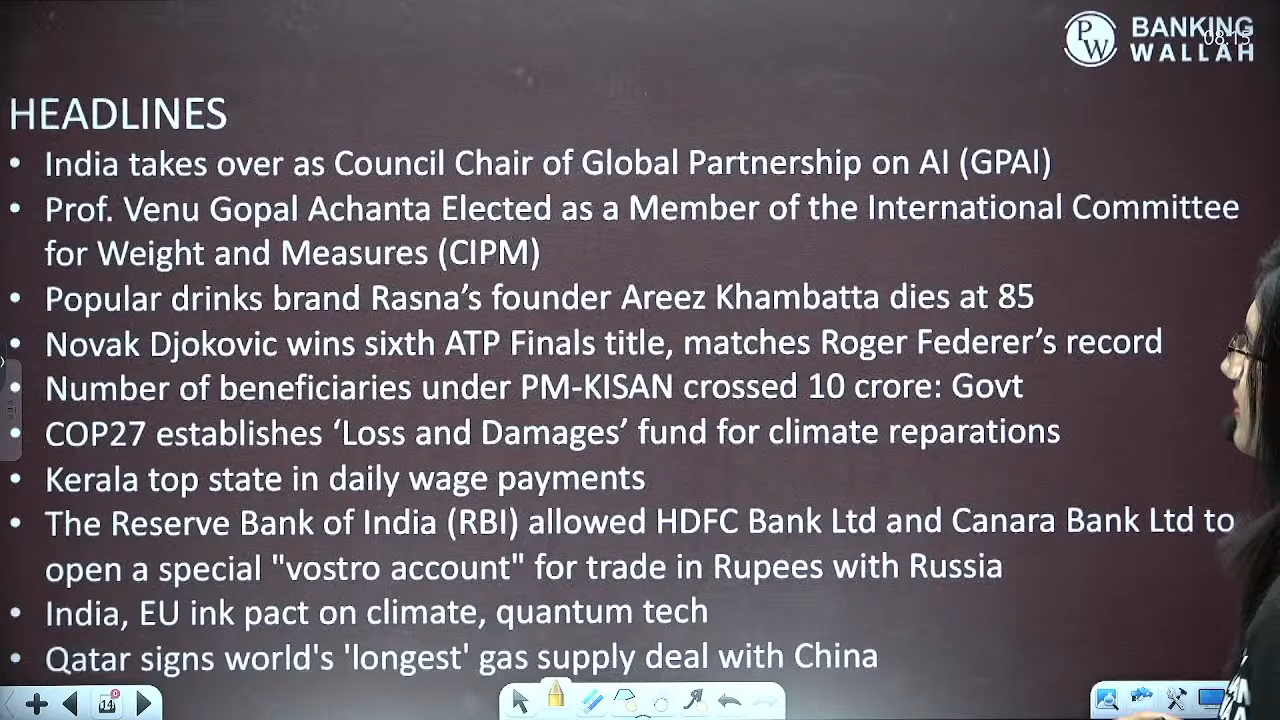 PW BANKING WALLAH
08:15
HEADLINES
• India takes over as Council Chair of Global Partnership on AI (GPAI)
• Prof. Venu Gopal Achanta Elected as a Member of the International Committee
for Weight and Measures (CIPM)
• Popular drinks brand Rasna’s founder Areez Khambatta dies at 85
• Novak Djokovic wins sixth ATP Finals title, matches Roger Federer’s record
• Number of beneficiaries under PM-KISAN crossed 10 crore: Govt
• COP27 establishes ‘Loss and Damages’ fund for climate reparations
• Kerala top state in daily wage payments
• The Reserve Bank of India (RBI) allowed HDFC Bank Ltd and Canara Bank Ltd to
open a special "vostro account" for trade in Rupees with Russia
• India, EU ink pact on climate, quantum tech
• Qatar signs world's 'longest' gas supply deal with China
14
0